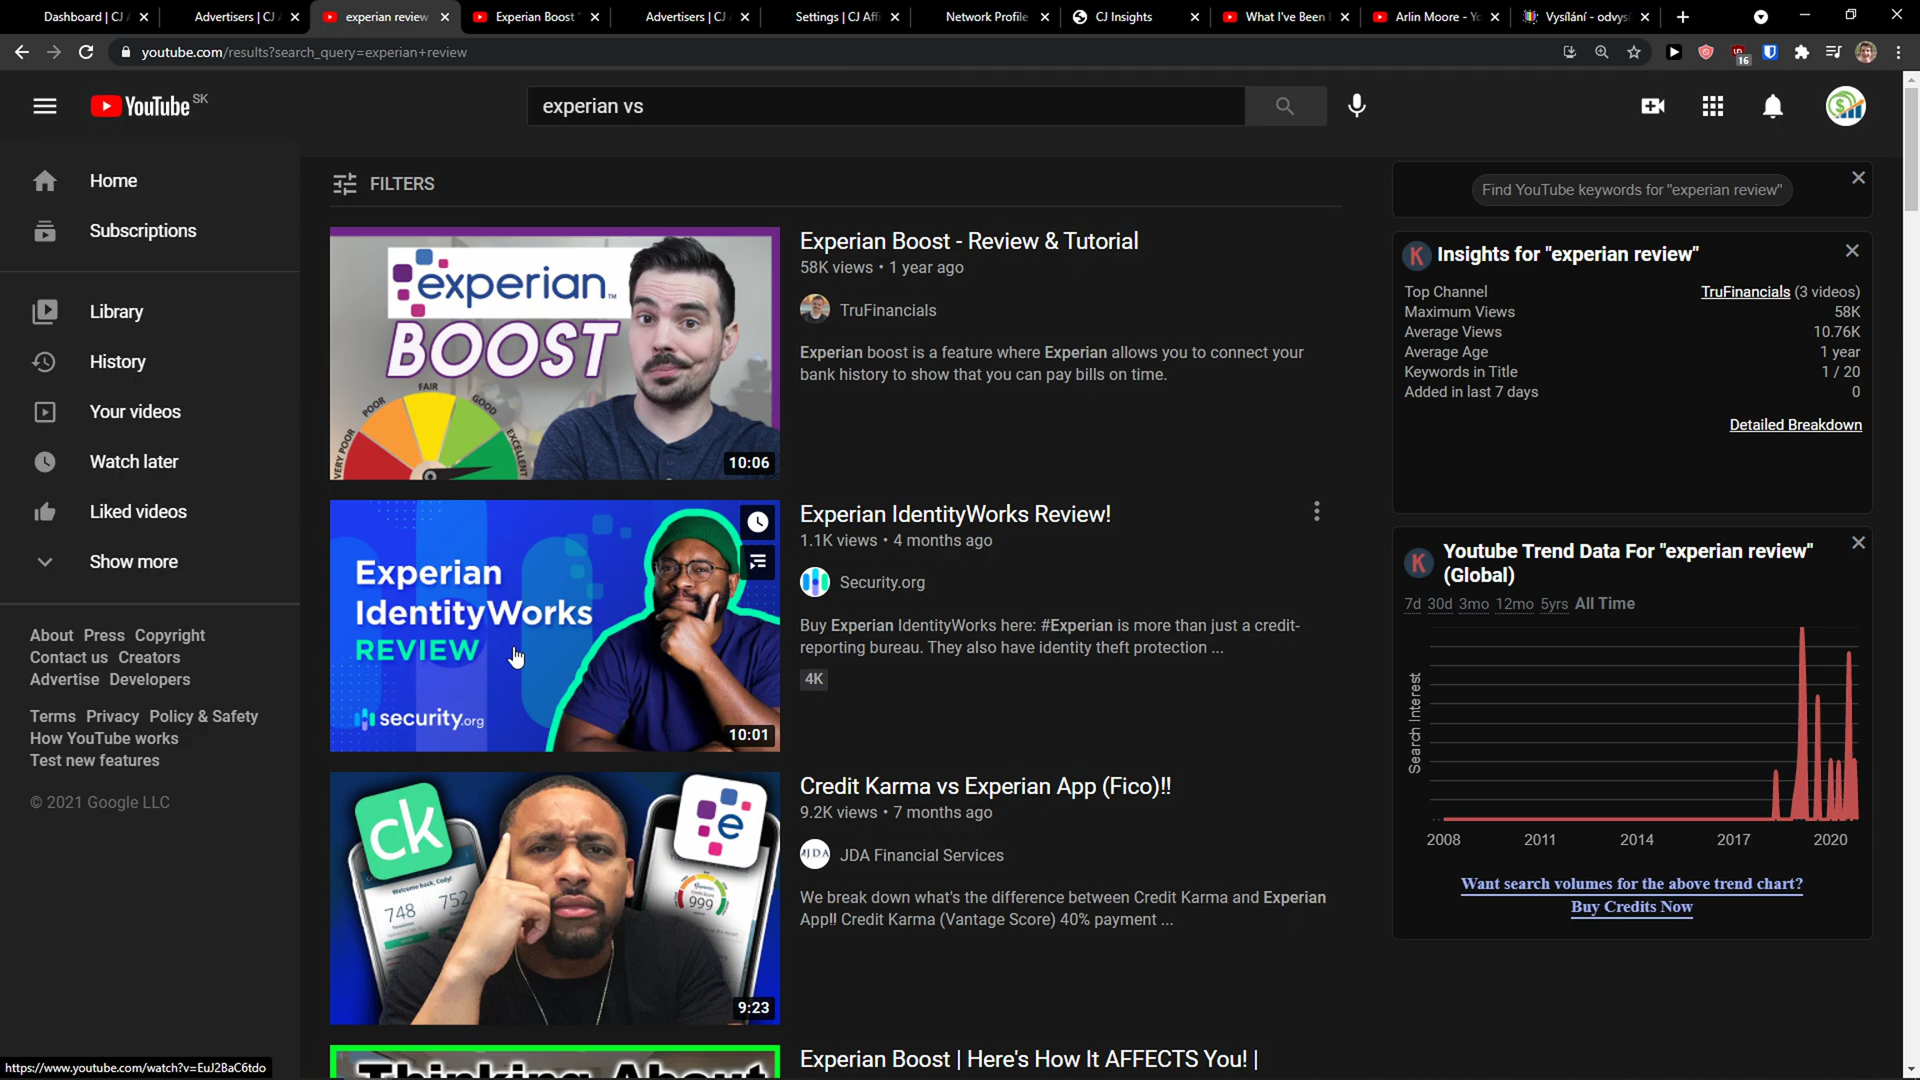 Dashboard | CJ
Advertisers | CJ
experian review
Experian Boost
Advertisers | CJ
Settings | CJ Affi
Network Profile
CJ Insights
What I've Been
Arlin Moore - Yo
Vysílání - odvys
youtube.com/results?search_query=experian+review
16
YouTube SK
experian vs
Home
Subscriptions
Library
History
Your videos
Watch later
Liked videos
Show more
About Press Copyright
Contact us Creators
Advertise Developers
Terms Privacy Policy & Safety
How YouTube works
Test new features
© 2021 Google LLC
https://www.youtube.com/watch?v=EuJ2BaC6tdo
FILTERS
experian™
BOOST
VERY POOR
POOR
FAIR
GOOD
EXCELLENT
10:06
Experian Boost - Review & Tutorial
58K views • 1 year ago
TruFinancials
Experian boost is a feature where Experian allows you to connect your
bank history to show that you can pay bills on time.
Experian
IdentityWorks
REVIEW
security.org
10:01
Experian IdentityWorks Review!
1.1K views • 4 months ago
Security.org
Buy Experian IdentityWorks here: #Experian is more than just a credit-
reporting bureau. They also have identity theft protection ...
4K
ck
Welcome back, Cody!
748
752
e
999
9:23
Credit Karma vs Experian App (Fico)!!
9.2K views • 7 months ago
JDA
JDA Financial Services
We break down what's the difference between Credit Karma and Experian
App!! Credit Karma (Vantage Score) 40% payment ...
Thinking About
Experian Boost | Here's How It AFFECTS You! |
Find YouTube keywords for "experian review"
K Insights for "experian review"
Top Channel TruFinancials (3 videos)
Maximum Views 58K
Average Views 10.76K
Average Age 1 year
Keywords in Title 1 / 20
Added in last 7 days 0
Detailed Breakdown
K Youtube Trend Data For "experian review"
(Global)
7d 30d 3mo 12mo 5yrs All Time
Search Interest
2008 2011 2014 2017 2020
Want search volumes for the above trend chart?
Buy Credits Now